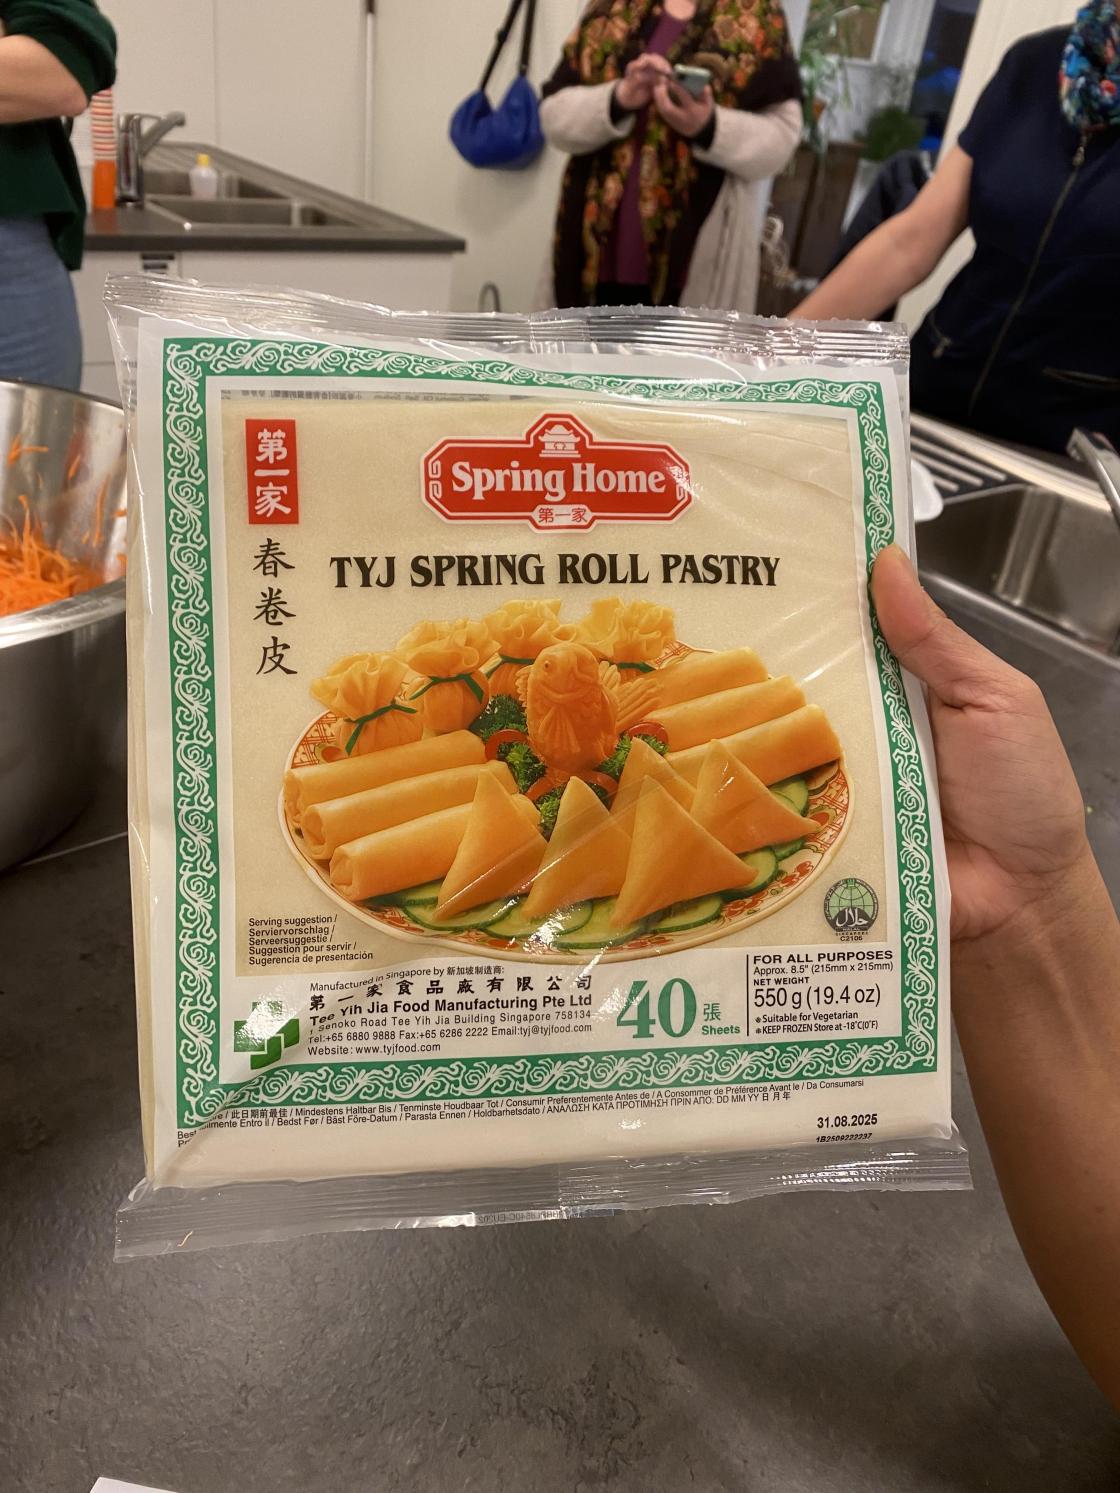 第一家
春卷皮
Spring Home
第一家
TYJ SPRING ROLL PASTRY
Serving suggestion /
Serviervorschlag /
Serveersuggestie /
Suggestion pour servir /
Sugerencia de presentación
حلال
SINGAPORE
C2106
Manufactured in Singapore by 新加坡制造商:
第一家食品廠有限公司
Tee Yih Jia Food Manufacturing Pte Ltd
1 Senoko Road Tee Yih Jia Building Singapore 758134
Tel:+65 6880 9888 Fax:+65 6286 2222 Email:tyj@tyjfood.com
Website: www.tyjfood.com
40 張
Sheets
FOR ALL PURPOSES
Approx. 8.5" (215mm x 215mm)
NET WEIGHT
550 g (19.4 oz)
Suitable for Vegetarian
KEEP FROZEN Store at -18˚C(0˚F)
此日期前最佳 / Mindestens Haltbar Bis / Tenminste Houdbaar Tot / Consumir Preferentemente Antes de / A Consommer de Préférence Avant le / Da Consumarsi
Entro il / Bedst Før / Bäst Före-Datum / Parasta Ennen / Holdbarhetsdato / ΑΝΑΛΩΣΗ ΚΑΤΑ ΠΡΟΤΙΜΗΣΗ ΠΡΙΝ ΑΠΟ: DD MM YY 日 月 年
31.08.2025
1B2509222237